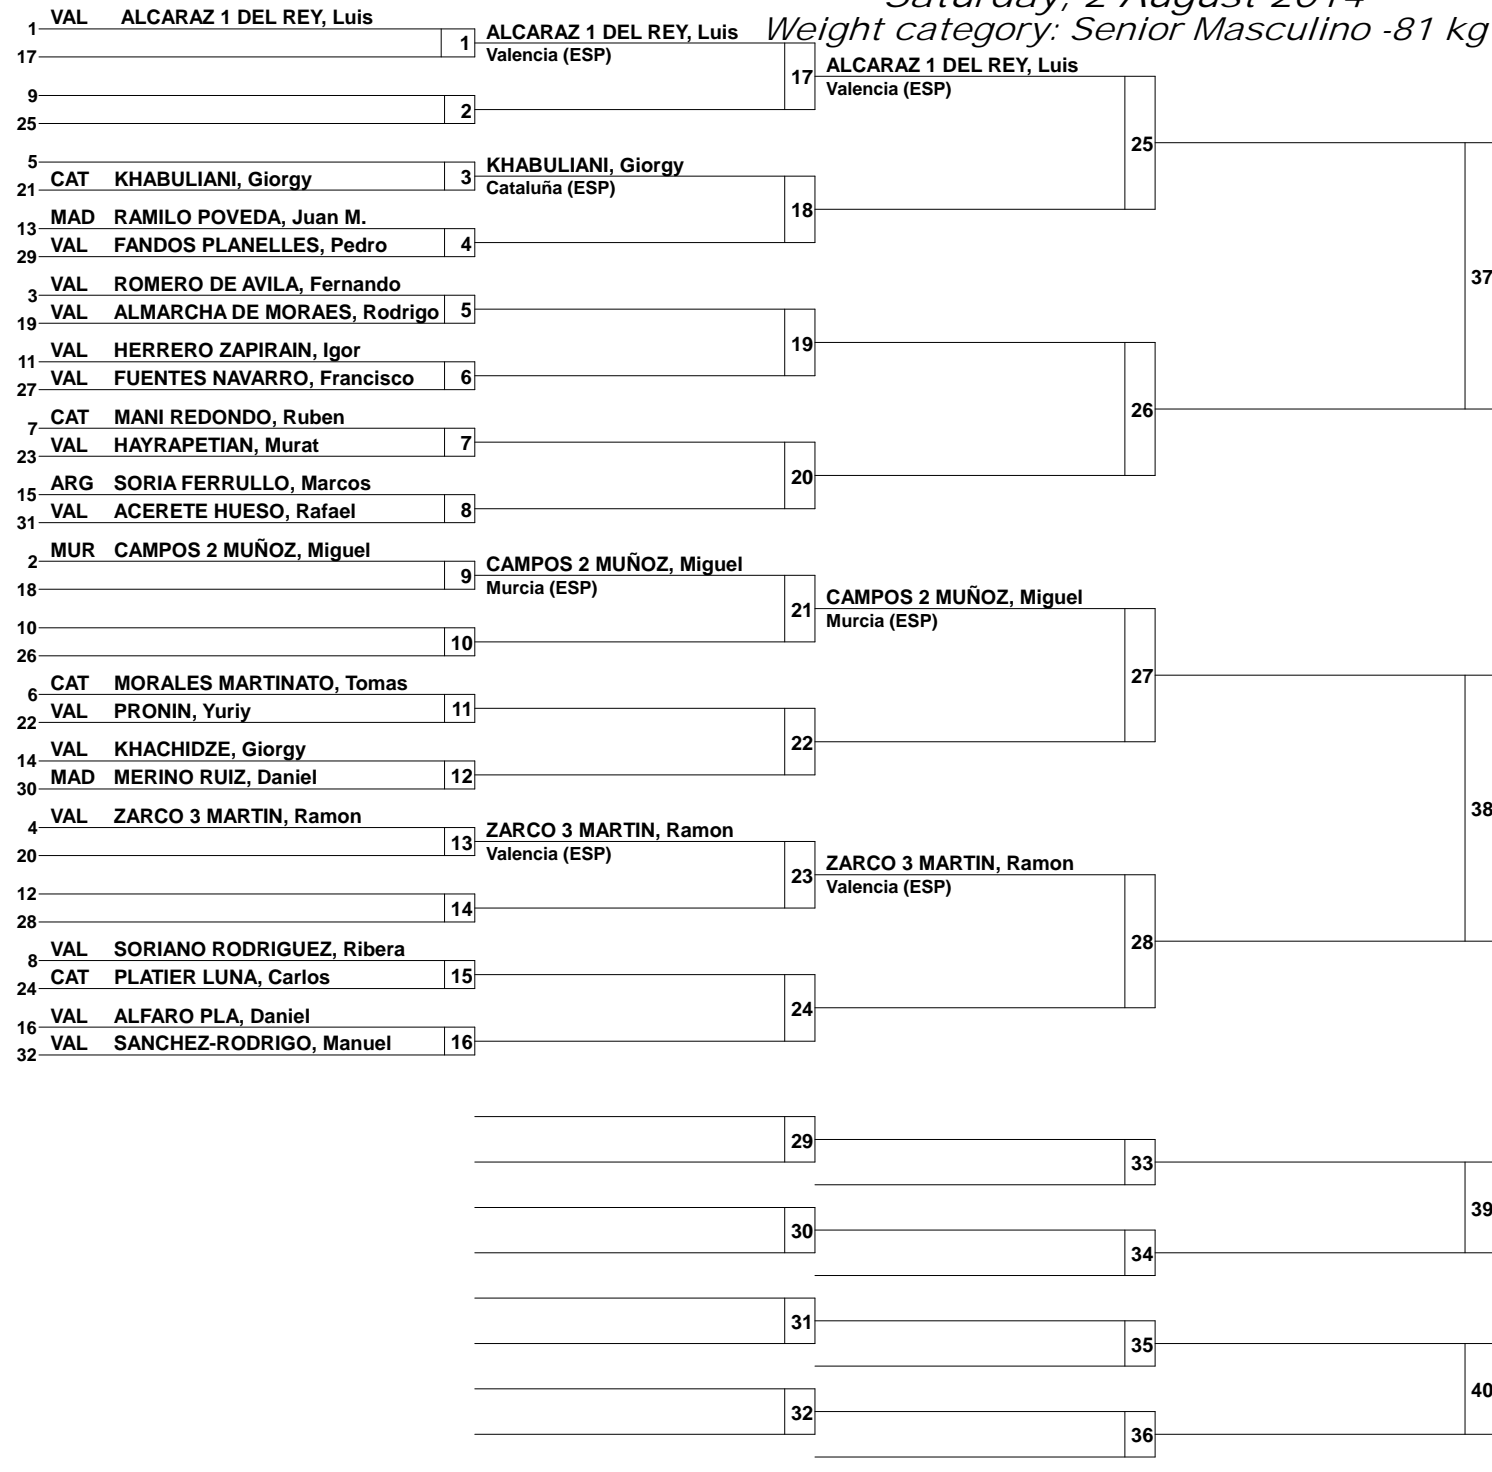 Saturday, 2 August 2014
Weight category: Senior Masculino -81 kg
1 VAL ALCARAZ 1 DEL REY, Luis
17
1
9
25
2
5
21 CAT KHABULIANI, Giorgy
3
13 MAD RAMILO POVEDA, Juan M.
29 VAL FANDOS PLANELLES, Pedro
4
3 VAL ROMERO DE AVILA, Fernando
19 VAL ALMARCHA DE MORAES, Rodrigo
5
11 VAL HERRERO ZAPIRAIN, Igor
27 VAL FUENTES NAVARRO, Francisco
6
7 CAT MANI REDONDO, Ruben
23 VAL HAYRAPETIAN, Murat
7
15 ARG SORIA FERRULLO, Marcos
31 VAL ACERETE HUESO, Rafael
8
2 MUR CAMPOS 2 MUÑOZ, Miguel
18
9
10
26
10
6 CAT MORALES MARTINATO, Tomas
22 VAL PRONIN, Yuriy
11
14 VAL KHACHIDZE, Giorgy
30 MAD MERINO RUIZ, Daniel
12
4 VAL ZARCO 3 MARTIN, Ramon
20
13
12
28
14
8 VAL SORIANO RODRIGUEZ, Ribera
24 CAT PLATIER LUNA, Carlos
15
16 VAL ALFARO PLA, Daniel
32 VAL SANCHEZ-RODRIGO, Manuel
16
ALCARAZ 1 DEL REY, Luis
Valencia (ESP)
17
KHABULIANI, Giorgy
Cataluña (ESP)
18
19
20
CAMPOS 2 MUÑOZ, Miguel
Murcia (ESP)
21
22
ZARCO 3 MARTIN, Ramon
Valencia (ESP)
23
24
ALCARAZ 1 DEL REY, Luis
Valencia (ESP)
25
26
CAMPOS 2 MUÑOZ, Miguel
Murcia (ESP)
27
ZARCO 3 MARTIN, Ramon
Valencia (ESP)
28
37
38
29
30
31
32
33
34
35
36
39
40